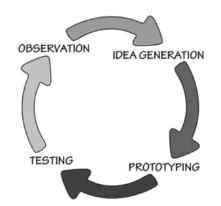 OBSERVATION
IDEA GENERATION
PROTOTYPING
TESTING